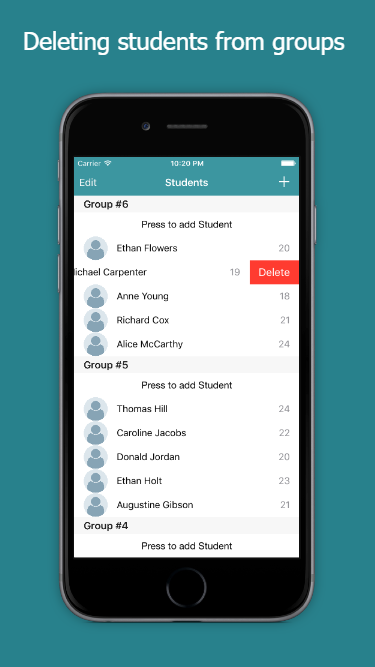 Deleting students from groups
Carrier 10:20 PM
Edit Students +
Group #6
Press to add Student
Ethan Flowers 20
ichael Carpenter 19 Delete
Anne Young 18
Richard Cox 21
Alice McCarthy 24
Group #5
Press to add Student
Thomas Hill 24
Caroline Jacobs 22
Donald Jordan 20
Ethan Holt 23
Augustine Gibson 21
Group #4
Press to add Student